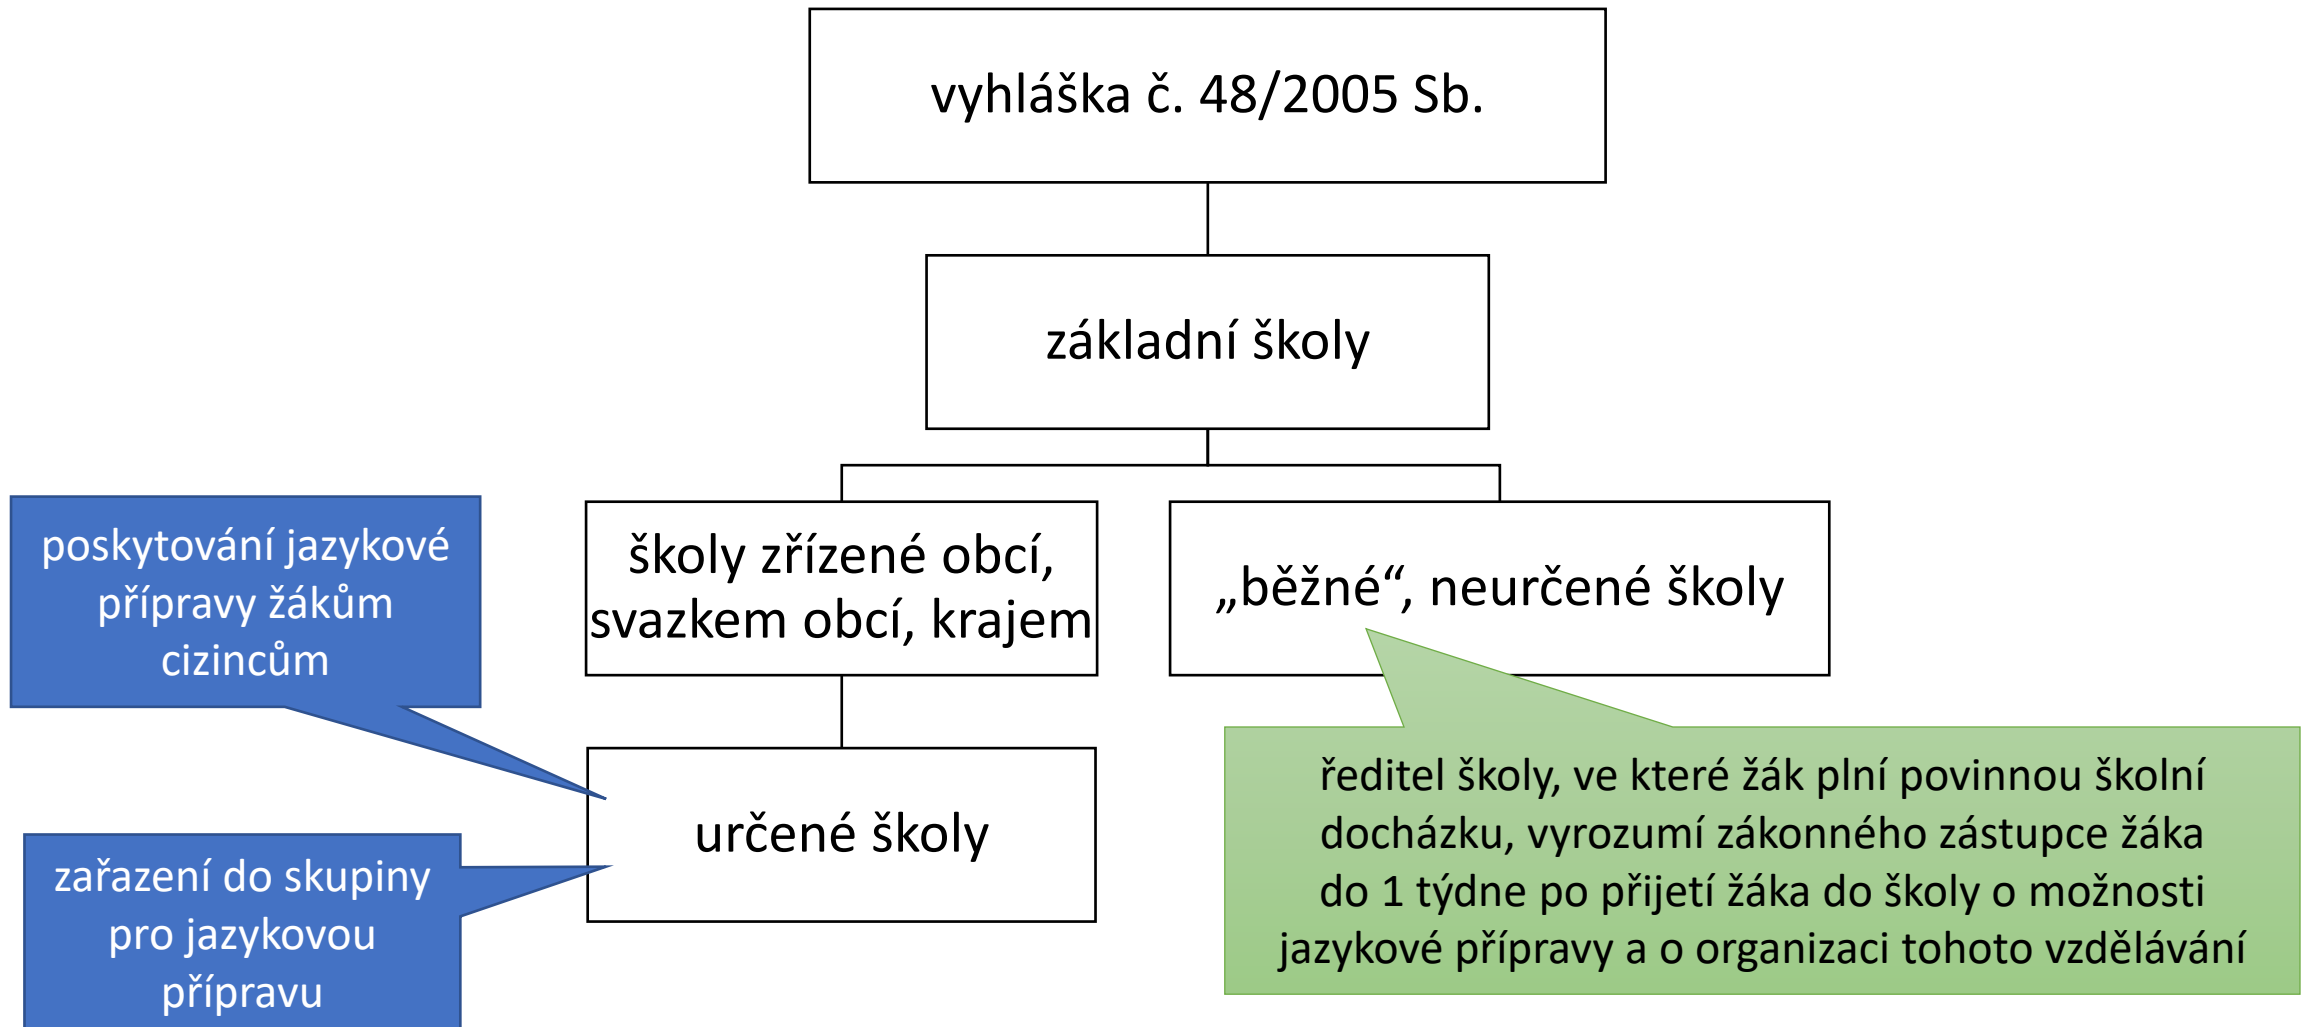 vyhláška č. 48/2005 Sb.
základní školy
školy zřízené obcí,
svazkem obcí, krajem
„běžné“, neurčené školy
určené školy
poskytování jazykové
přípravy žákům
cizincům
zařazení do skupiny
pro jazykovou
přípravu
ředitel školy, ve které žák plní povinnou školní
docházku, vyrozumí zákonného zástupce žáka
do 1 týdne po přijetí žáka do školy o možnosti
jazykové přípravy a o organizaci tohoto vzdělávání